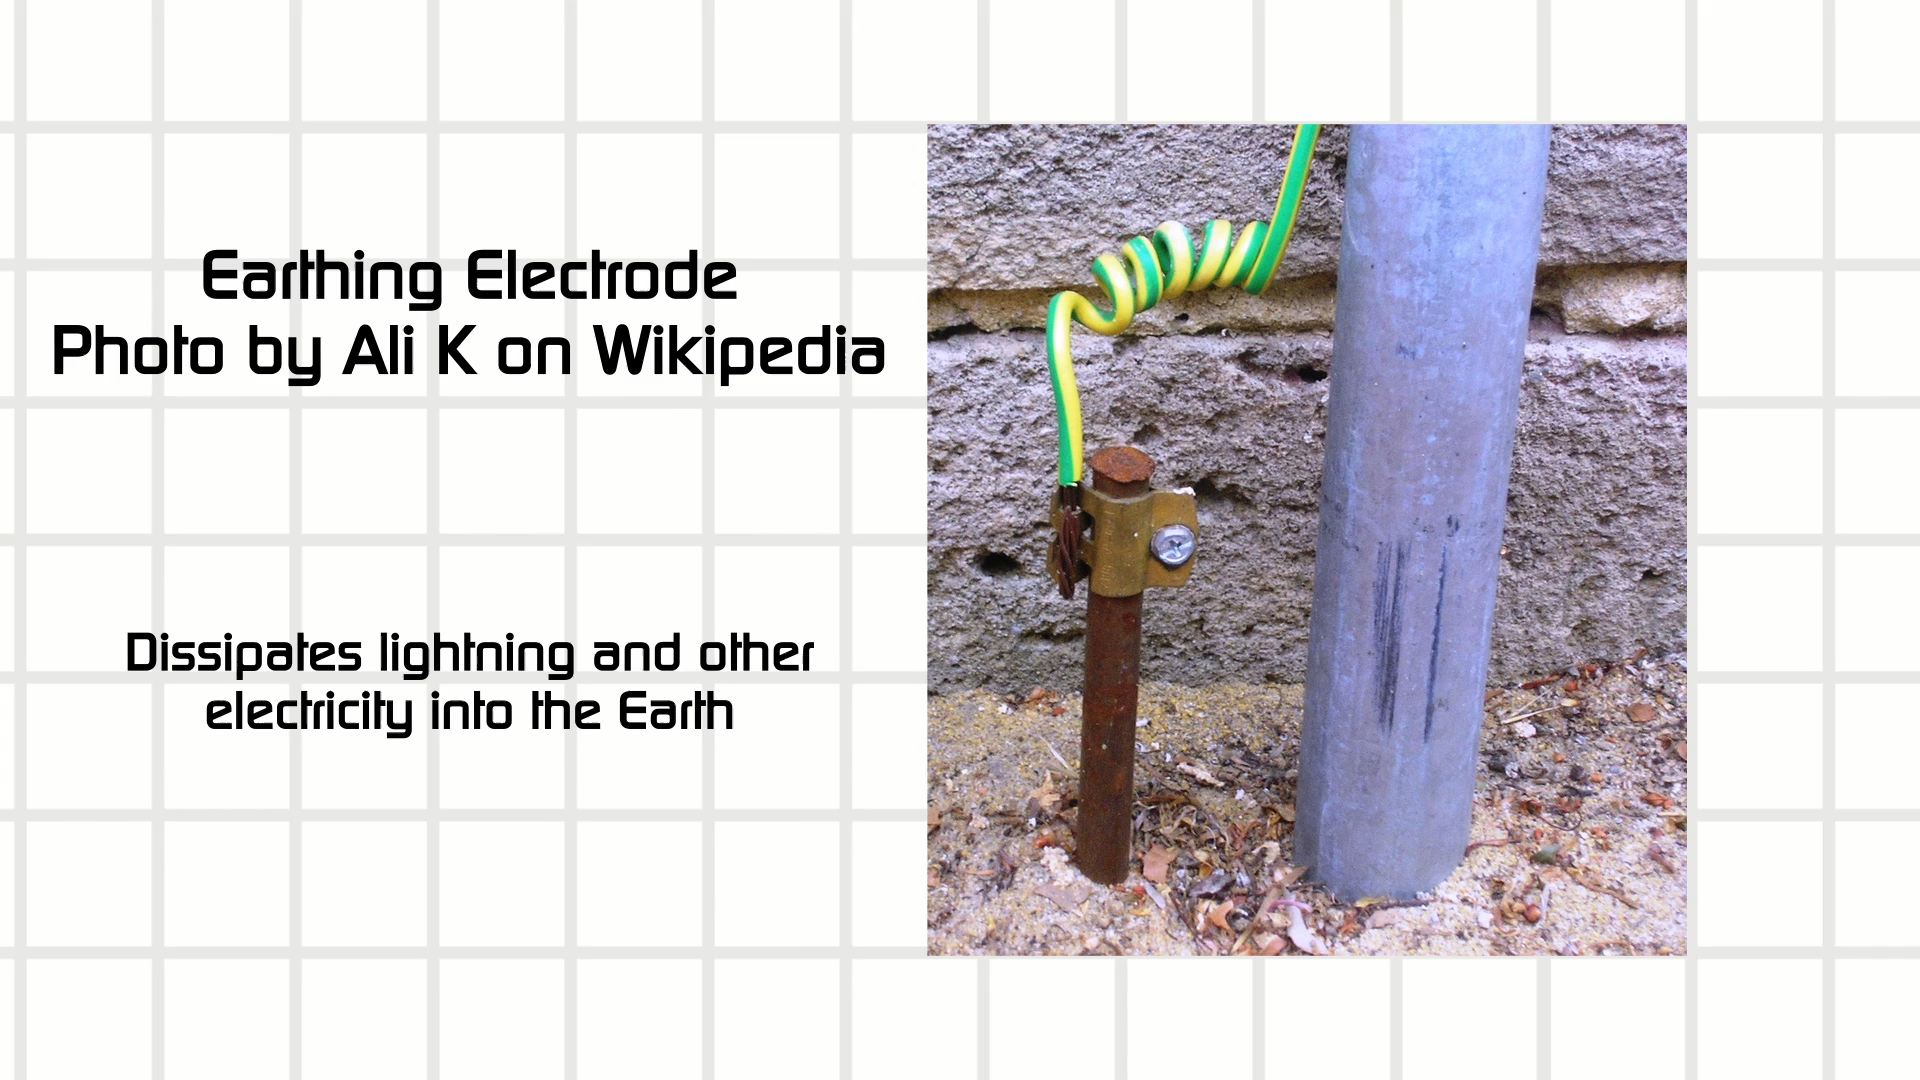 Earthing Electrode
Photo by Ali K on Wikipedia
Dissipates lightning and other
electricity into the Earth